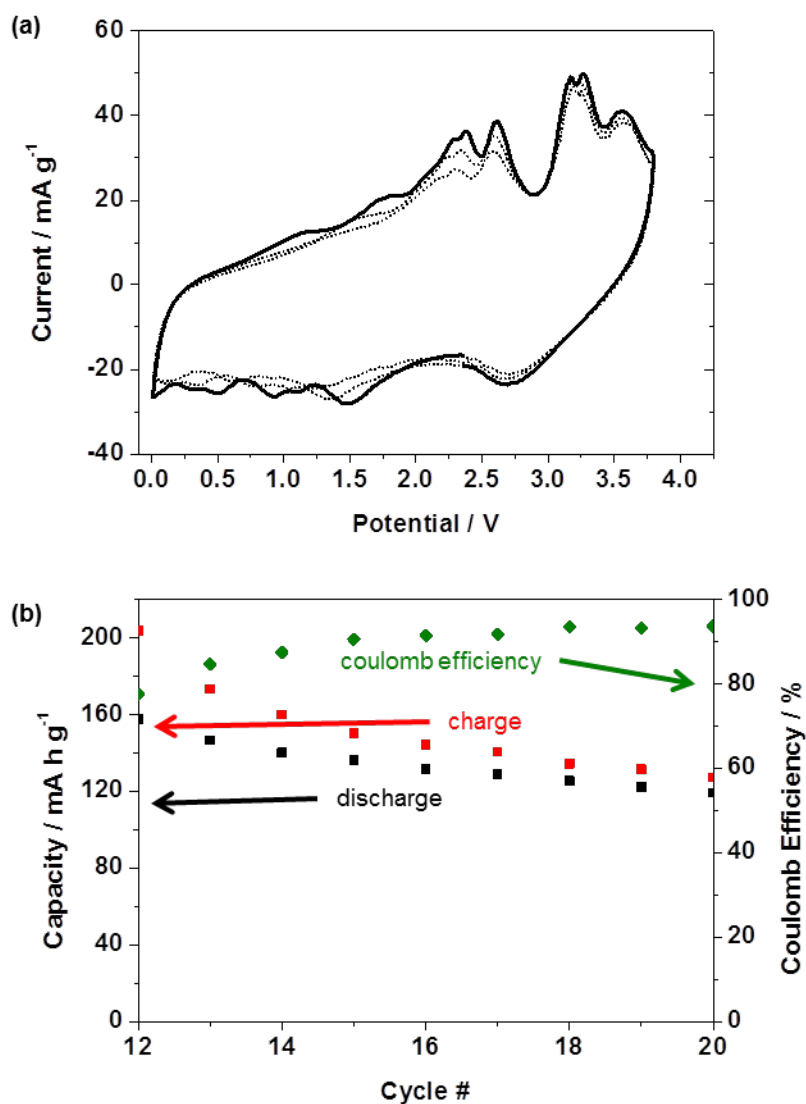 (a)
60
40
20
0
-20
-40
Current / mA g-1
0.0 0.5 1.0 1.5 2.0 2.5 3.0 3.5 4.0
Potential / V
(b)
200
160
120
80
40
0
Capacity / mA h g-1
100
80
60
40
20
0
Coulomb Efficiency / %
coulomb efficiency
charge
discharge
12 14 16 18 20
Cycle #